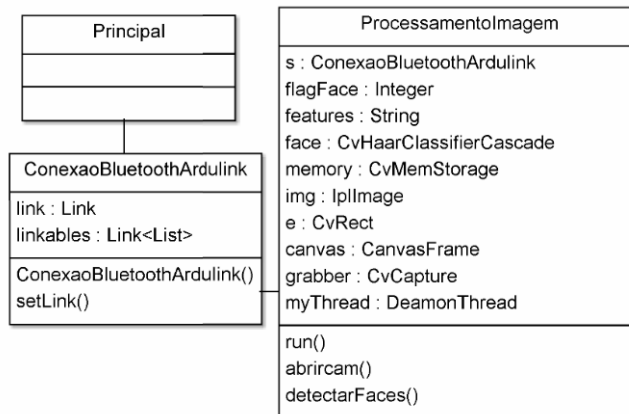 Principal
ConexaoBluetoothArdulink
link : Link
linkables : Link<List>
ConexaoBluetoothArdulink()
setLink()
ProcessamentoImagem
s : ConexaoBluetoothArdulink
flagFace : Integer
features : String
face : CvHaarClassifierCascade
memory : CvMemStorage
img : IplImage
e : CvRect
canvas : CanvasFrame
grabber : CvCapture
myThread : DeamonThread
run()
abrircam()
detectarFaces()